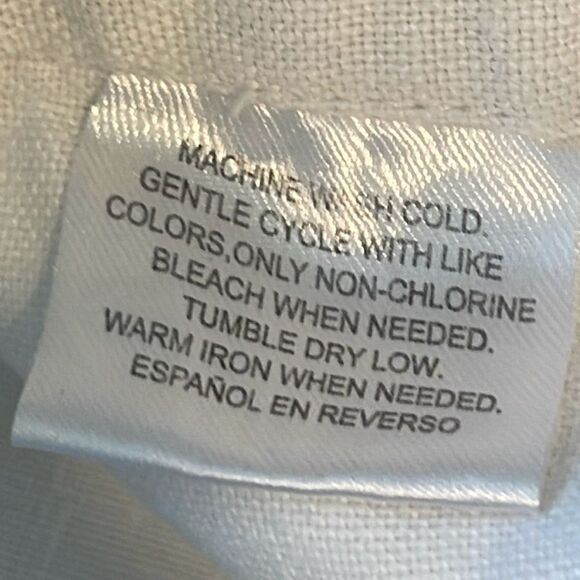 MACHINE WASH COLD.
GENTLE CYCLE WITH LIKE
COLORS,ONLY NON-CHLORINE
BLEACH WHEN NEEDED.
TUMBLE DRY LOW.
WARM IRON WHEN NEEDED.
ESPAÑOL EN REVERSO